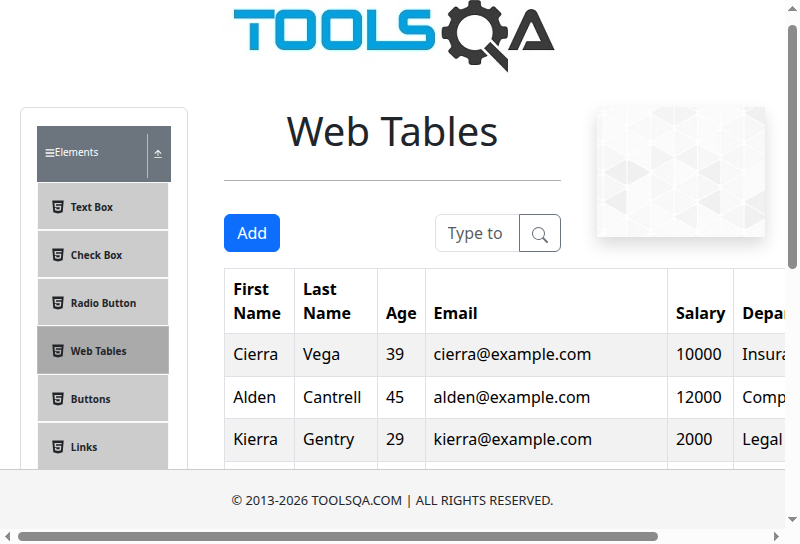 TOOLSQA
Web Tables
Elements
Text Box
Check Box
Radio Button
Web Tables
Buttons
Links
Add
Type to
First Name Last Name Age Email Salary Depar
Cierra Vega 39 cierra@example.com 10000 Insura
Alden Cantrell 45 alden@example.com 12000 Comp
Kierra Gentry 29 kierra@example.com 2000 Legal
© 2013-2026 TOOLSQA.COM | ALL RIGHTS RESERVED.